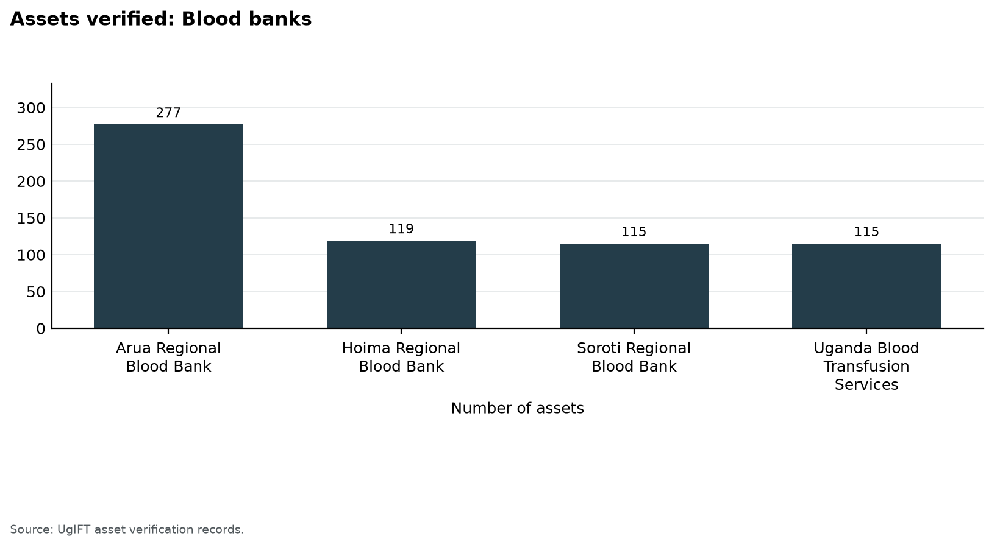 Assets verified: Blood banks
300
250
200
150
100
50
0
277
119
115
115
Arua Regional
Blood Bank
Hoima Regional
Blood Bank
Soroti Regional
Blood Bank
Uganda Blood
Transfusion
Services
Number of assets
Source: UgIFT asset verification records.